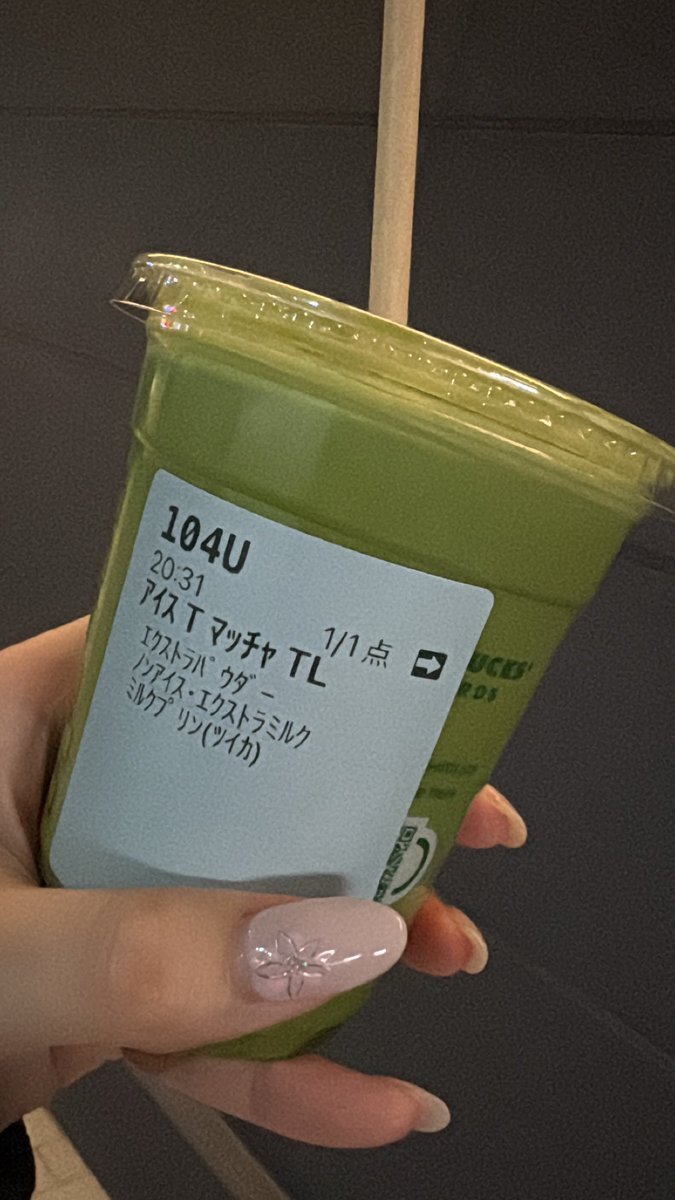 104U
20:31
1/1点
アイス T マッチャ TL
エクストラパウダー
ノンアイス・エクストラミルク
ミルクプリン(ツイカ)
UCKS
RDS